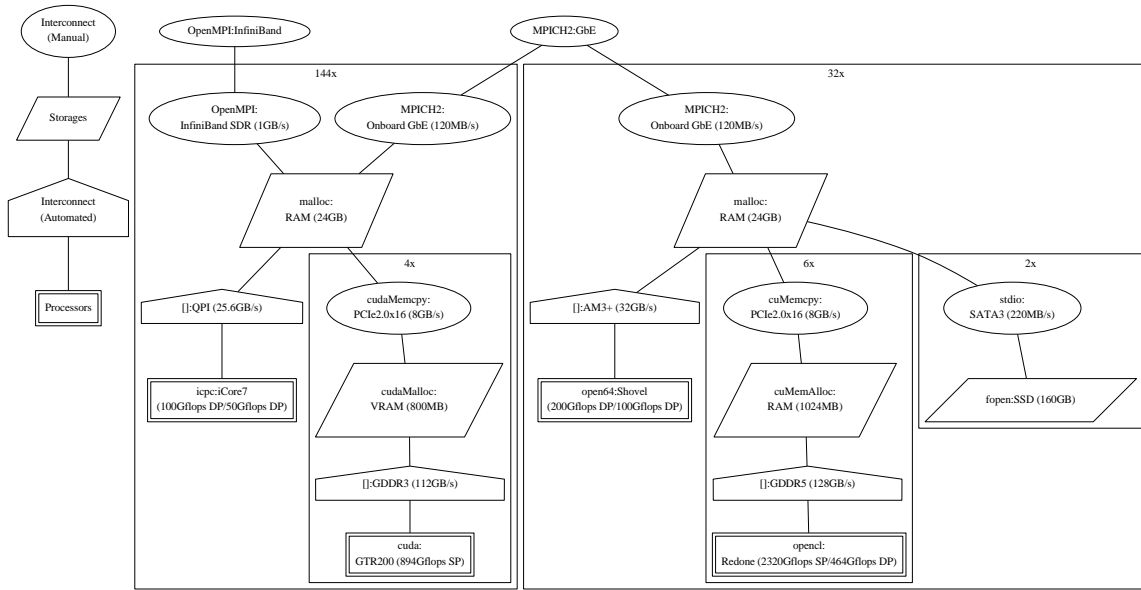 Interconnect
(Manual)
Storages
Interconnect
(Automated)
Processors
OpenMPI:InfiniBand
MPICH2:GbE
144x
OpenMPI:
InfiniBand SDR (1GB/s)
MPICH2:
Onboard GbE (120MB/s)
malloc:
RAM (24GB)
[]:QPI (25.6GB/s)
icpc:iCore7
(100Gflops DP/50Gflops DP)
4x
cudaMemcpy:
PCIe2.0x16 (8GB/s)
cudaMalloc:
VRAM (800MB)
[]:GDDR3 (112GB/s)
cuda:
GTR200 (894Gflops SP)
32x
MPICH2:
Onboard GbE (120MB/s)
malloc:
RAM (24GB)
[]:AM3+ (32GB/s)
open64:Shovel
(200Gflops DP/100Gflops DP)
6x
cuMemcpy:
PCIe2.0x16 (8GB/s)
cuMemAlloc:
RAM (1024MB)
[]:GDDR5 (128GB/s)
opencl:
Redone (2320Gflops SP/464Gflops DP)
2x
stdio:
SATA3 (220MB/s)
fopen:SSD (160GB)